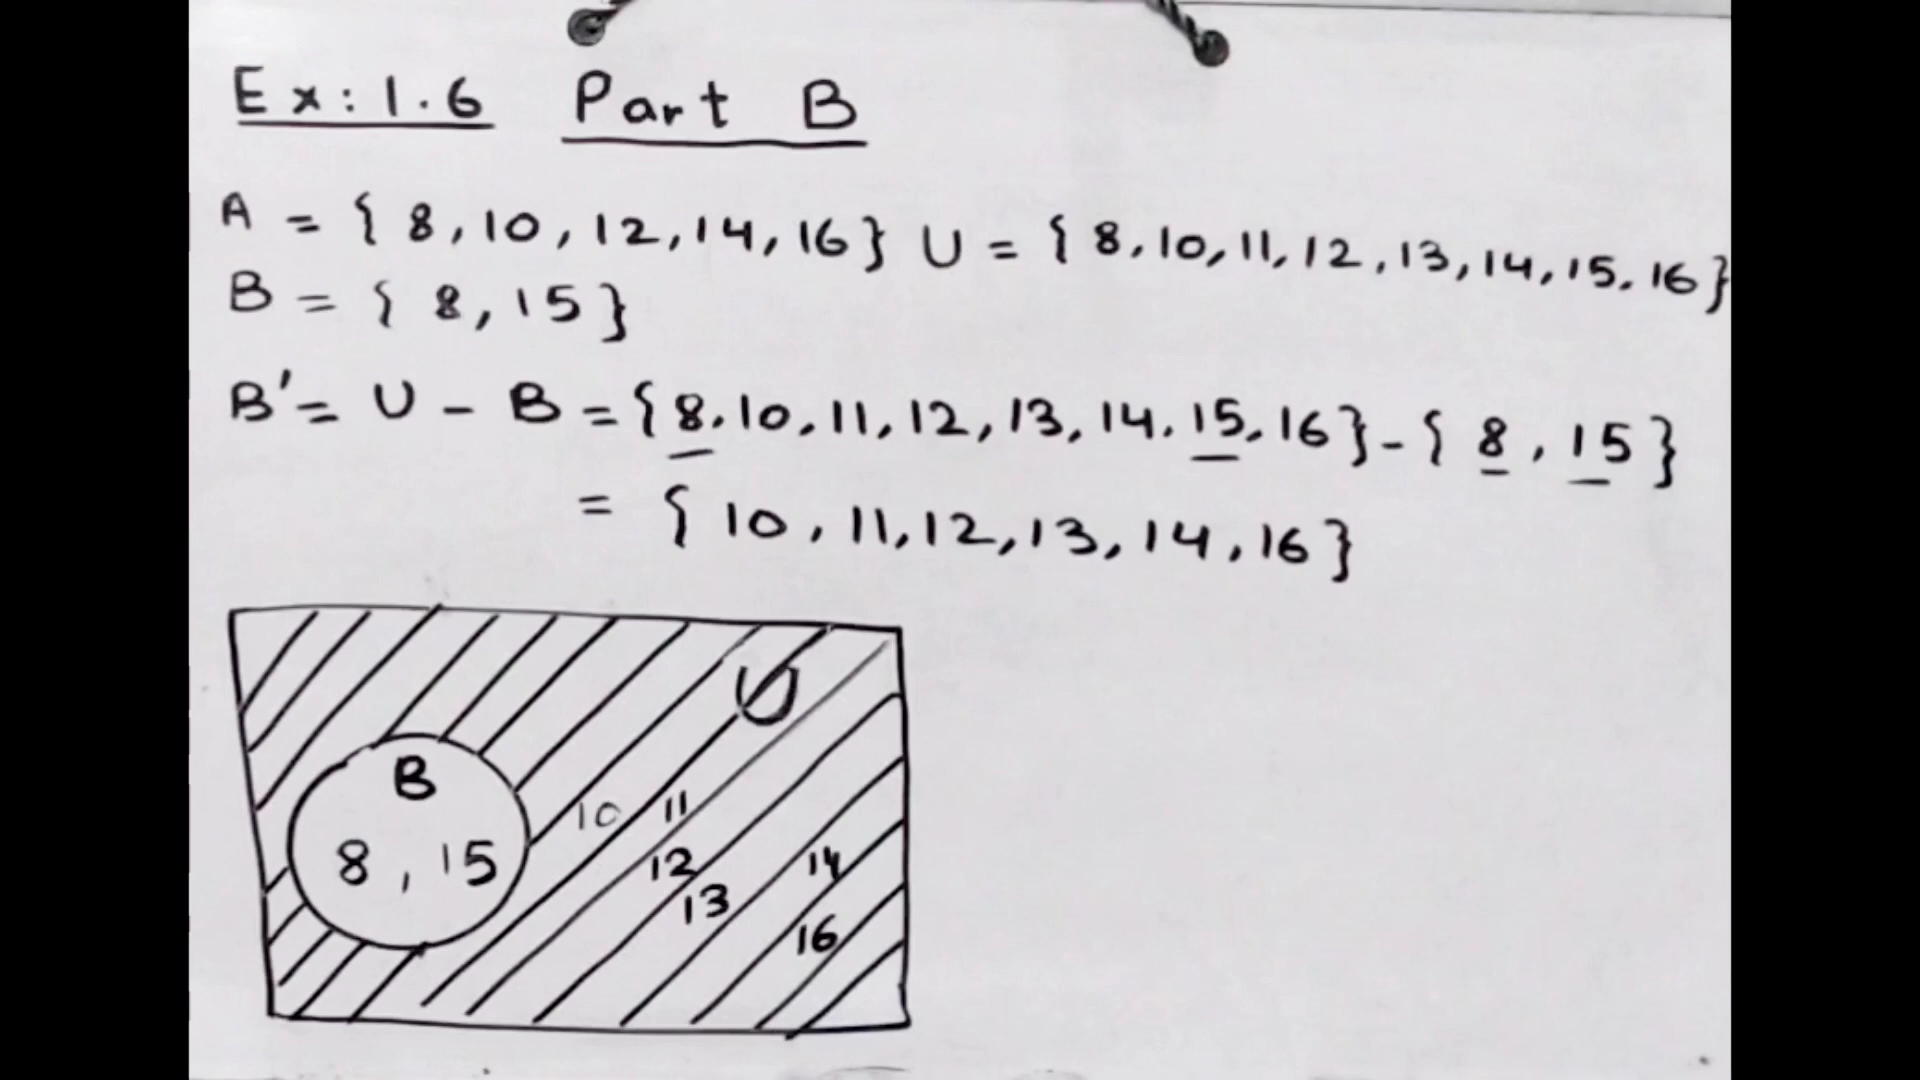 Ex: 1.6 Part B
A = { 8, 10, 12, 14, 16} U = { 8, 10, 11, 12, 13, 14, 15, 16}
B = { 8, 15}
B' = U - B = {8, 10, 11, 12, 13, 14, 15, 16} - { 8, 15}
= { 10, 11, 12, 13, 14, 16}
U
B
8, 15
10 11
12
13
14
16